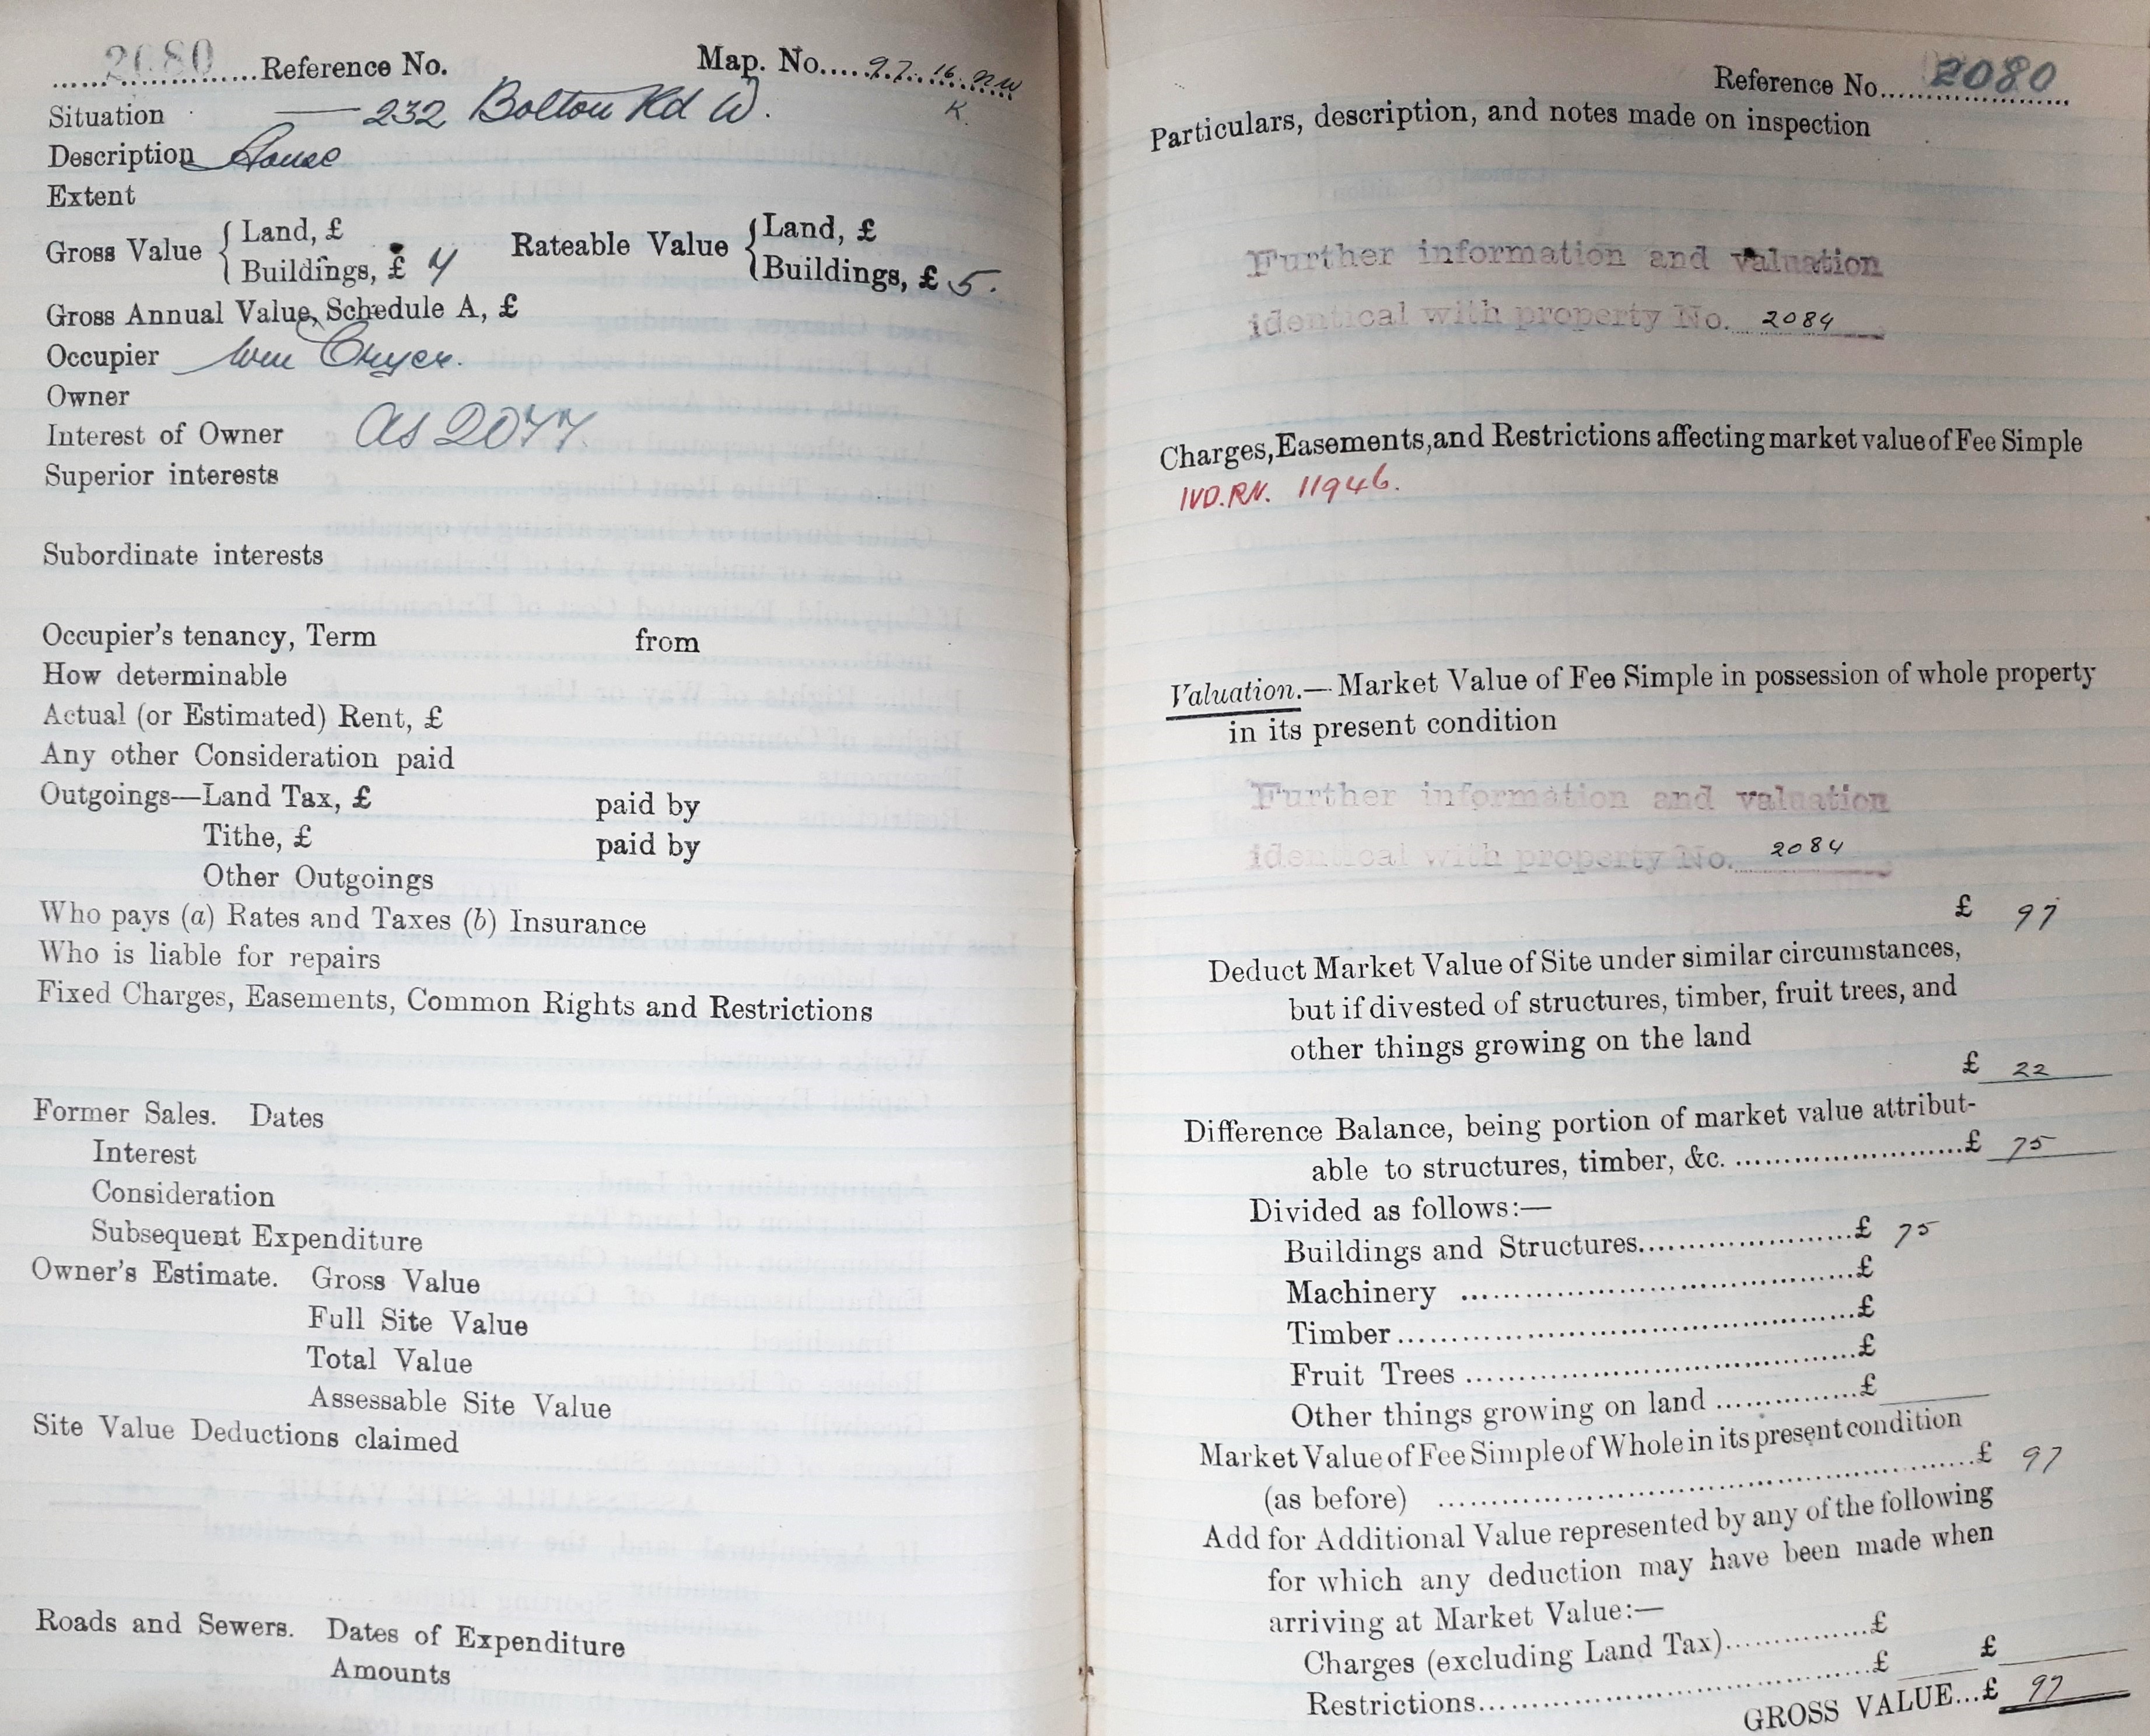 2080 Reference No. Map. No. 97. 16. NW
K.
Situation — 232 Bolton Rd W.
Description House
Extent
Gross Value { Land, £
Buildings, £ 7
Rateable Value { Land, £
Buildings, £ 5.
Gross Annual Value, Schedule A, £
Occupier Wm Cryer.
Owner
Interest of Owner as 2077
Superior interests
Subordinate interests
Occupier's tenancy, Term from
How determinable
Actual (or Estimated) Rent, £
Any other Consideration paid
Outgoings—Land Tax, £ paid by
Tithe, £ paid by
Other Outgoings
Who pays (a) Rates and Taxes (b) Insurance
Who is liable for repairs
Fixed Charges, Easements, Common Rights and Restrictions
Former Sales. Dates
Interest
Consideration
Subsequent Expenditure
Owner's Estimate. Gross Value
Full Site Value
Total Value
Assessable Site Value
Site Value Deductions claimed
Roads and Sewers. Dates of Expenditure
Amounts
Reference No. 2080
Particulars, description, and notes made on inspection
Further information and valuation
identical with property No. 2084
Charges, Easements, and Restrictions affecting market value of Fee Simple
IVD. RN. 11946.
Valuation.—Market Value of Fee Simple in possession of whole property
in its present condition
Further information and valuation
identical with property No. 2084
£ 97
Deduct Market Value of Site under similar circumstances,
but if divested of structures, timber, fruit trees, and
other things growing on the land
£ 22
Difference Balance, being portion of market value attribut-
able to structures, timber, &c. £ 75
Divided as follows:—
Buildings and Structures £ 75
Machinery £
Timber £
Fruit Trees £
Other things growing on land £
Market Value of Fee Simple of Whole in its present condition
(as before) £ 97
Add for Additional Value represented by any of the following
for which any deduction may have been made when
arriving at Market Value:—
Charges (excluding Land Tax) £
Restrictions £ £
GROSS VALUE...£ 97